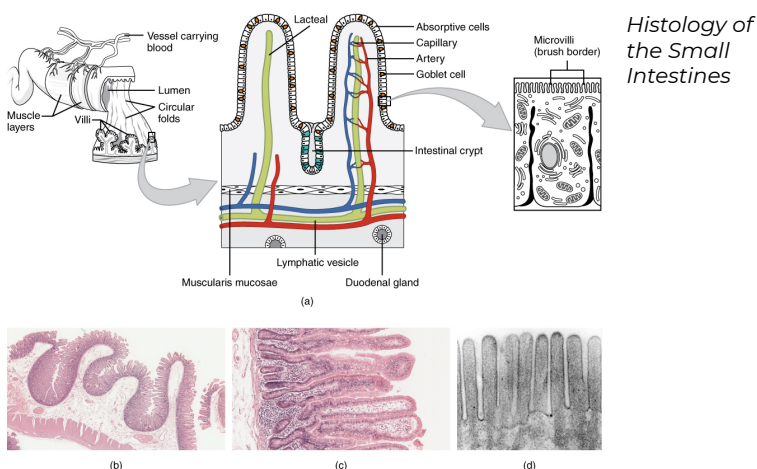 Histology of
the Small
Intestines
Vessel carrying
blood
Lumen
Circular
folds
Muscle
layers
Villi
Lacteal
Absorptive cells
Capillary
Artery
Goblet cell
Intestinal crypt
Lymphatic vesicle
Muscularis mucosae
Duodenal gland
(a)
Microvilli
(brush border)
(b)
(c)
(d)